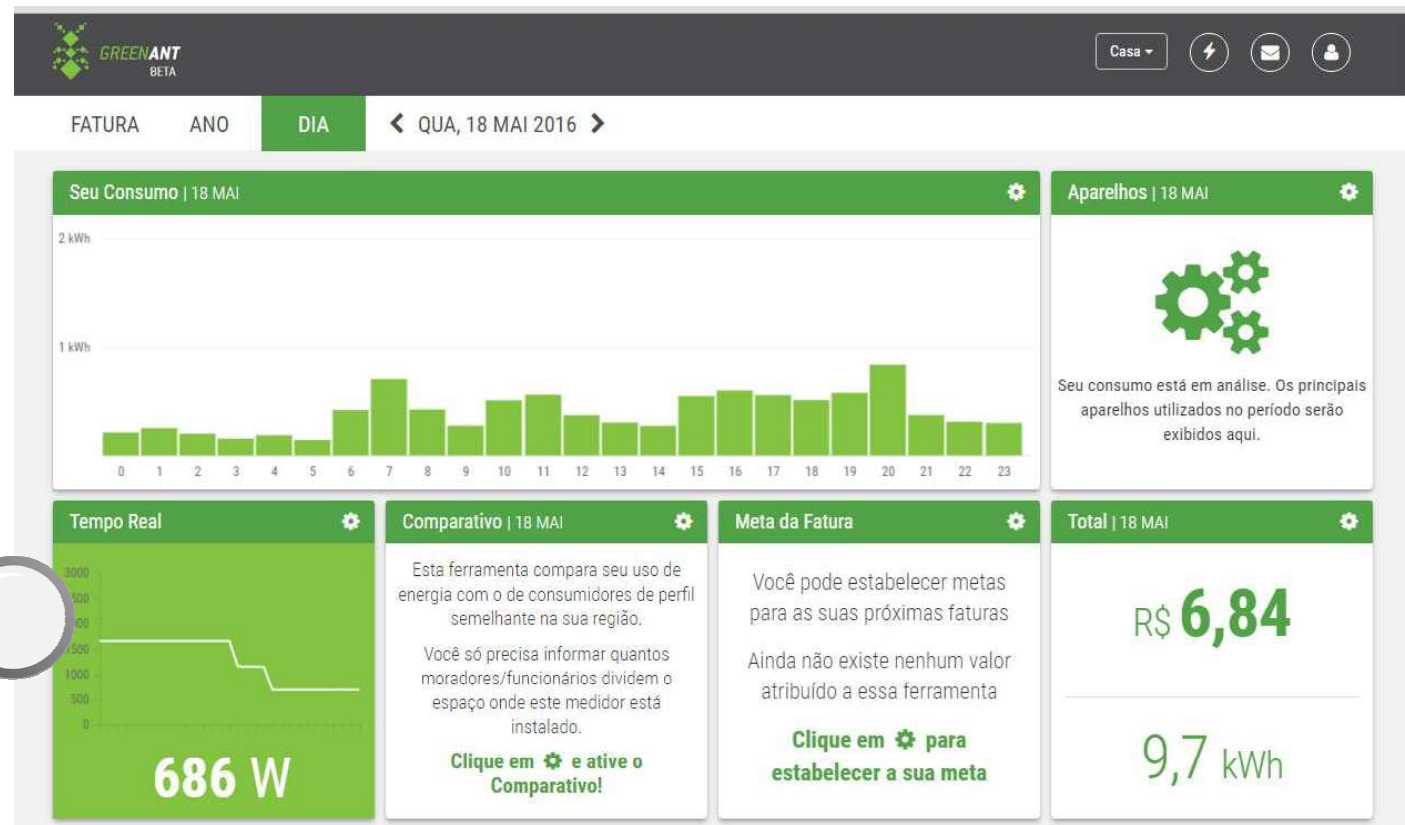 GREENANT
BETA
Casa
FATURA ANO DIA QUA, 18 MAI 2016
Seu Consumo | 18 MAI
2 kWh
1 kWh
0 1 2 3 4 5 6 7 8 9 10 11 12 13 14 15 16 17 18 19 20 21 22 23
Aparelhos | 18 MAI
Seu consumo está em análise. Os principais
aparelhos utilizados no período serão
exibidos aqui.
Tempo Real
3000
1500
1000
500
0
686 W
Comparativo | 18 MAI
Esta ferramenta compara seu uso de
energia com o de consumidores de perfil
semelhante na sua região.
Você só precisa informar quantos
moradores/funcionários dividem o
espaço onde este medidor está
instalado.
Clique em e ative o
Comparativo!
Meta da Fatura
Você pode estabelecer metas
para as suas próximas faturas
Ainda não existe nenhum valor
atribuído a essa ferramenta
Clique em para
estabelecer a sua meta
Total | 18 MAI
R$ 6,84
9,7 kWh